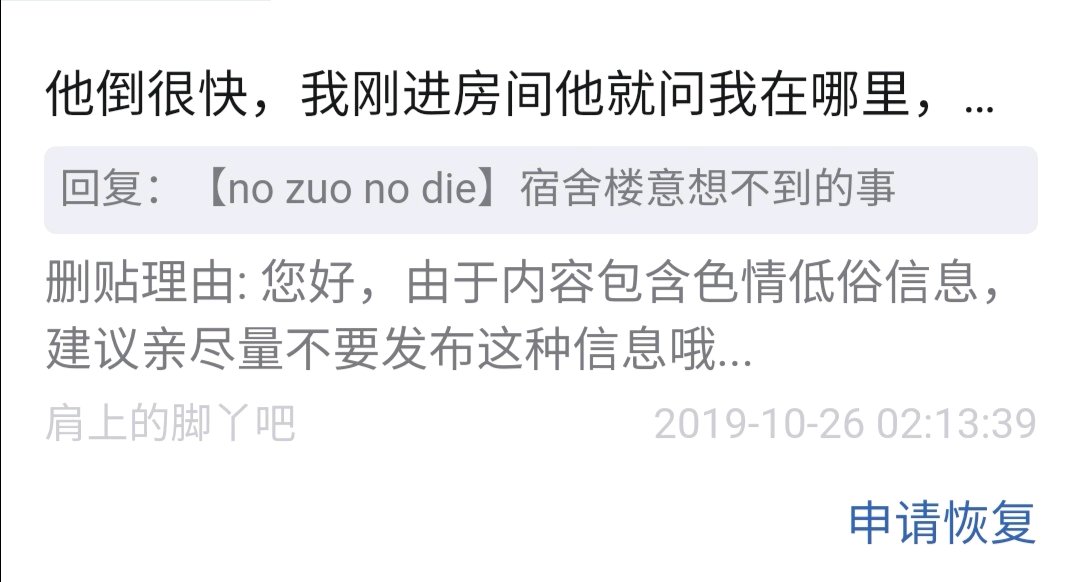 他倒很快，我刚进房间他就问我在哪里，...
回复：【no zuo no die】宿舍楼意想不到的事
删贴理由: 您好，由于内容包含色情低俗信息，
建议亲尽量不要发布这种信息哦...
肩上的脚丫吧
2019-10-26 02:13:39
申请恢复